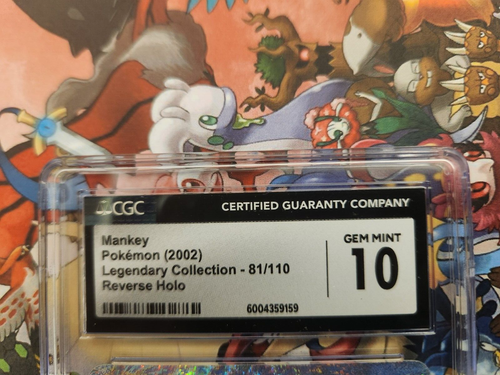 CGC
CERTIFIED GUARANTY COMPANY
Mankey
Pokémon (2002)
Legendary Collection - 81/110
Reverse Holo
GEM MINT
10
6004359159